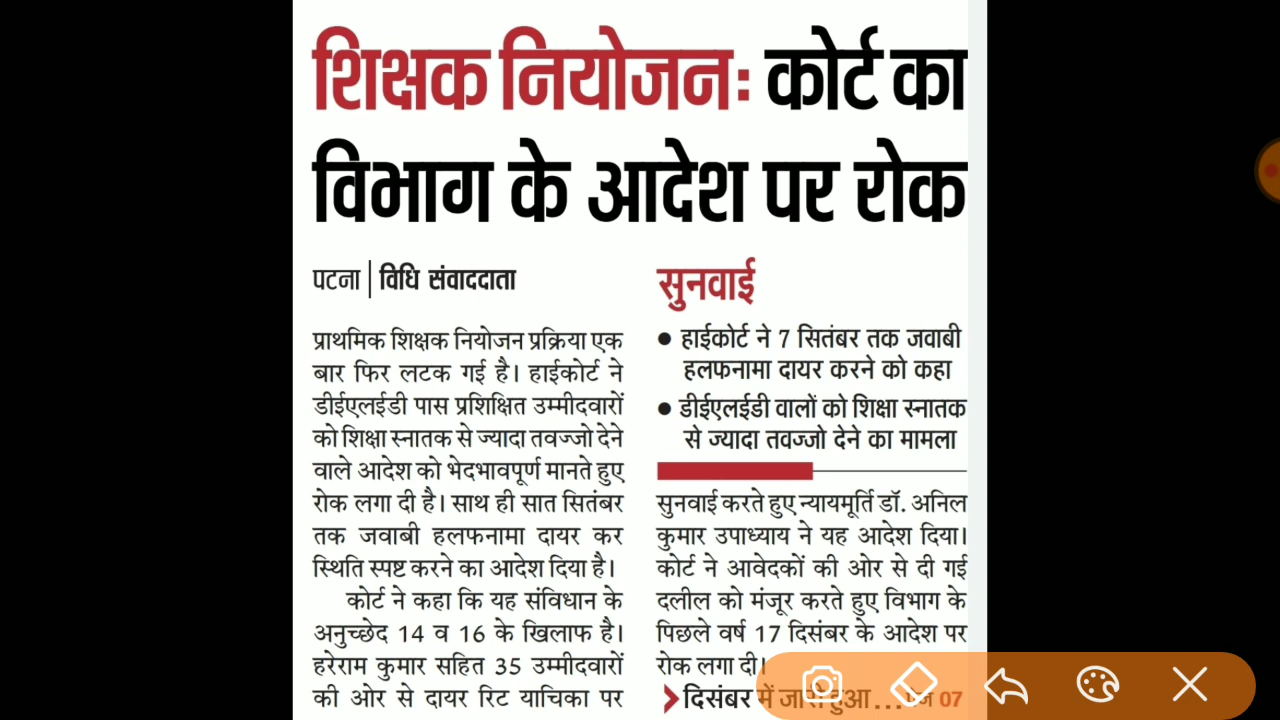 शिक्षक नियोजनः कोर्ट का
विभाग के आदेश पर रोक
पटना | विधि संवाददाता
प्राथमिक शिक्षक नियोजन प्रक्रिया एक
बार फिर लटक गई है। हाईकोर्ट ने
डीईएलईडी पास प्रशिक्षित उम्मीदवारों
को शिक्षा स्नातक से ज्यादा तवज्जो देने
वाले आदेश को भेदभावपूर्ण मानते हुए
रोक लगा दी है। साथ ही सात सितंबर
तक जवाबी हलफनामा दायर कर
स्थिति स्पष्ट करने का आदेश दिया है।
कोर्ट ने कहा कि यह संविधान के
अनुच्छेद 14 व 16 के खिलाफ है।
हरेराम कुमार सहित 35 उम्मीदवारों
की ओर से दायर रिट याचिका पर
सुनवाई
● हाईकोर्ट ने 7 सितंबर तक जवाबी
हलफनामा दायर करने को कहा
● डीईएलईडी वालों को शिक्षा स्नातक
से ज्यादा तवज्जो देने का मामला
सुनवाई करते हुए न्यायमूर्ति डॉ. अनिल
कुमार उपाध्याय ने यह आदेश दिया।
कोर्ट ने आवेदकों की ओर से दी गई
दलील को मंजूर करते हुए विभाग के
पिछले वर्ष 17 दिसंबर के आदेश पर
रोक लगा दी।
दिसंबर में जारी हुआ... पेज 07